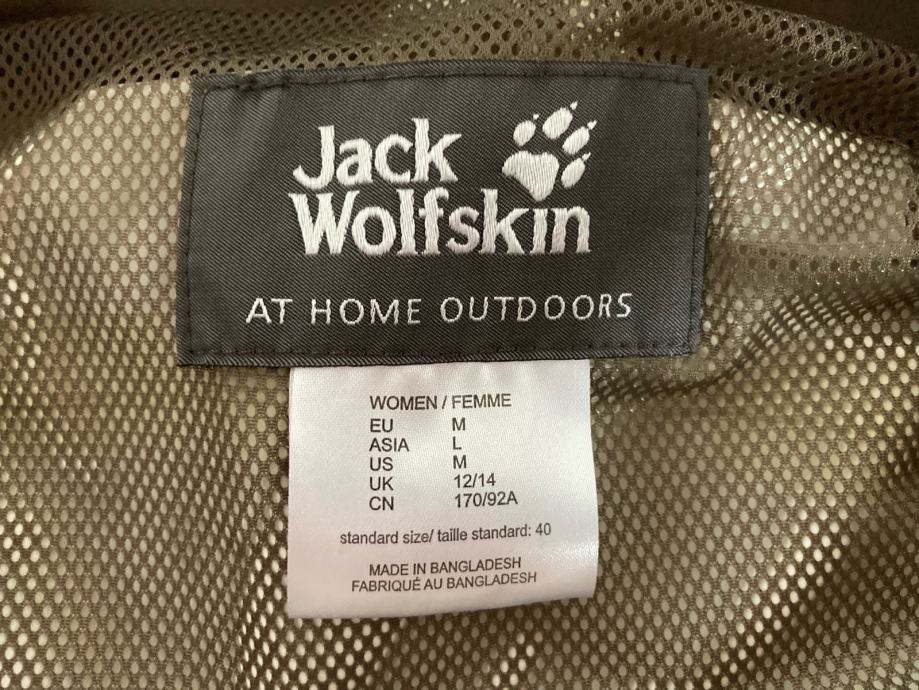 Jack
Wolfskin
AT HOME OUTDOORS
WOMEN / FEMME
EU M
ASIA L
US M
UK 12/14
CN 170/92A
standard size/ taille standard: 40
MADE IN BANGLADESH
FABRIQUÉ AU BANGLADESH